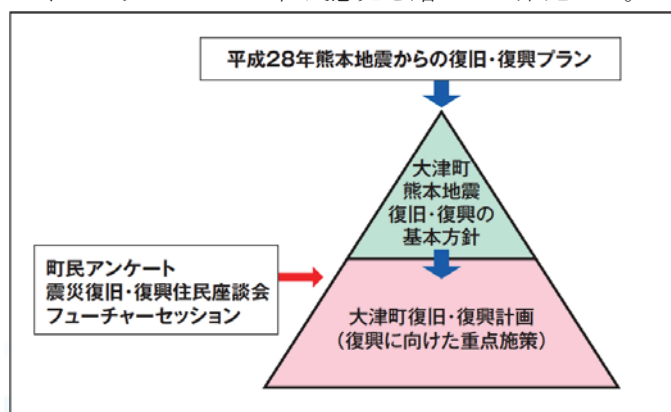 平成28年熊本地震からの復旧・復興プラン
大津町
熊本地震
復旧・復興の
基本方針
町民アンケート
震災復旧・復興住民座談会
フューチャーセッション
大津町復旧・復興計画
(復興に向けた重点施策)